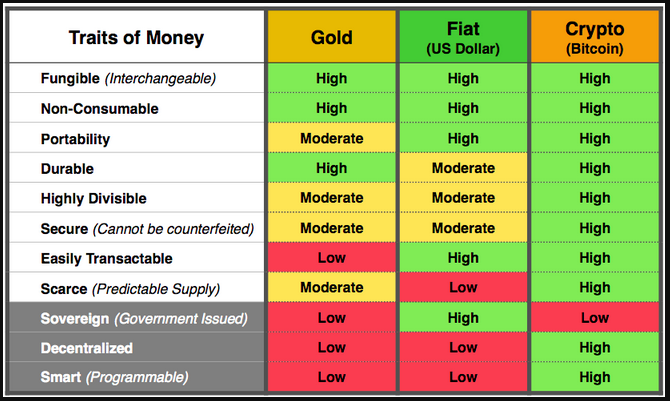 Traits of Money Gold Fiat (US Dollar) Crypto (Bitcoin)
Fungible (Interchangeable) High High High
Non-Consumable High High High
Portability Moderate High High
Durable High Moderate High
Highly Divisible Moderate Moderate High
Secure (Cannot be counterfeited) Moderate Moderate High
Easily Transactable Low High High
Scarce (Predictable Supply) Moderate Low High
Sovereign (Government Issued) Low High Low
Decentralized Low Low High
Smart (Programmable) Low Low High